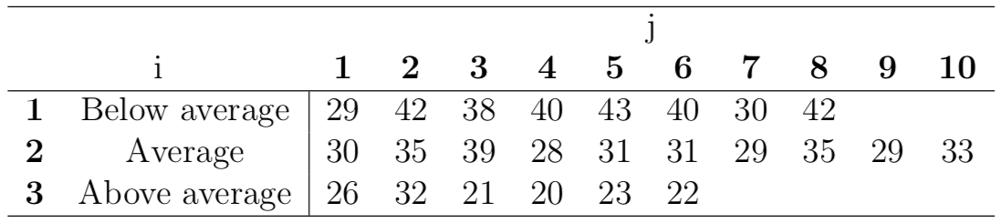 j
i 1 2 3 4 5 6 7 8 9 10
1 Below average 29 42 38 40 43 40 30 42
2 Average 30 35 39 28 31 31 29 35 29 33
3 Above average 26 32 21 20 23 22